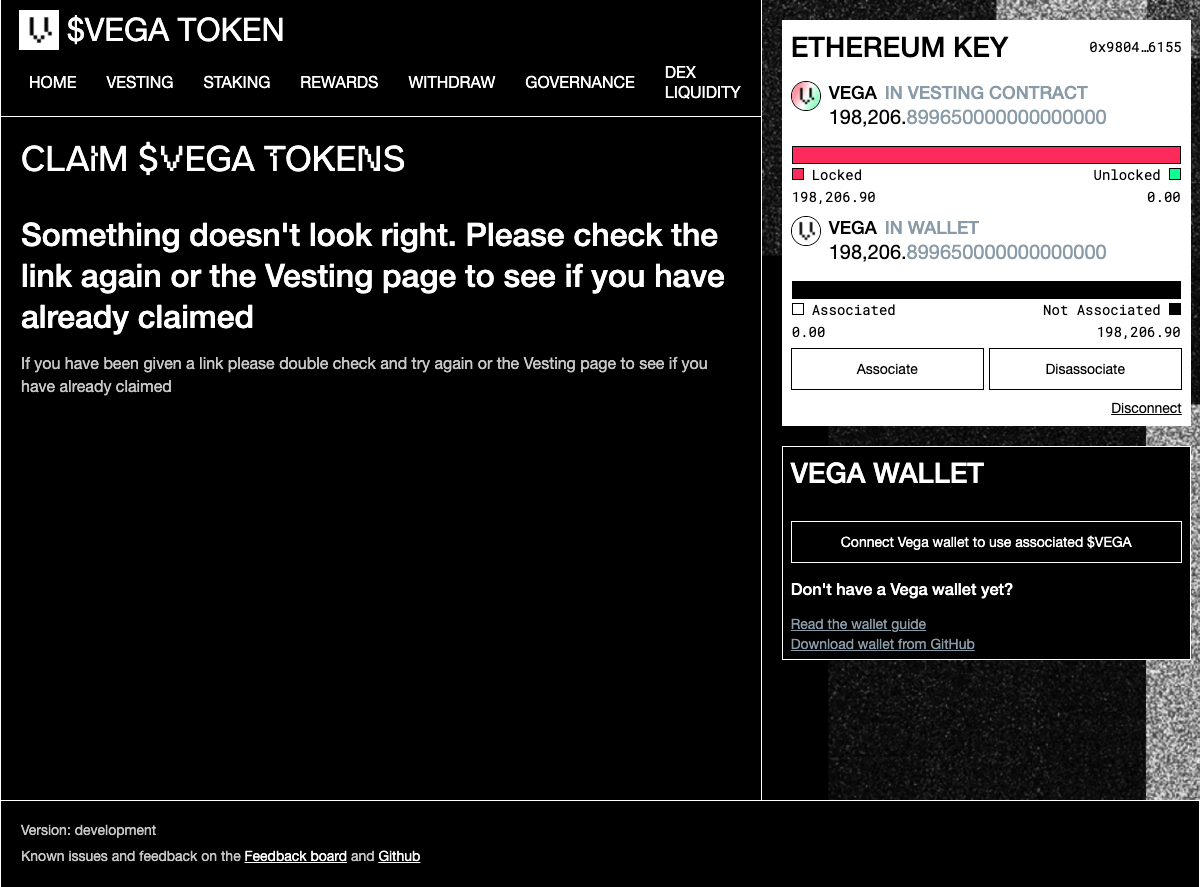 $VEGA TOKEN
HOME VESTING STAKING REWARDS WITHDRAW GOVERNANCE DEX LIQUIDITY
CLAIM $VEGA TOKENS
Something doesn't look right. Please check the
link again or the Vesting page to see if you have
already claimed
If you have been given a link please double check and try again or the Vesting page to see if you
have already claimed
ETHEREUM KEY 0x9804…6155
VEGA IN VESTING CONTRACT
198,206.899650000000000000
Locked Unlocked
198,206.90 0.00
VEGA IN WALLET
198,206.899650000000000000
Associated Not Associated
0.00 198,206.90
Associate Disassociate
Disconnect
VEGA WALLET
Connect Vega wallet to use associated $VEGA
Don't have a Vega wallet yet?
Read the wallet guide
Download wallet from GitHub
Version: development
Known issues and feedback on the Feedback board and Github